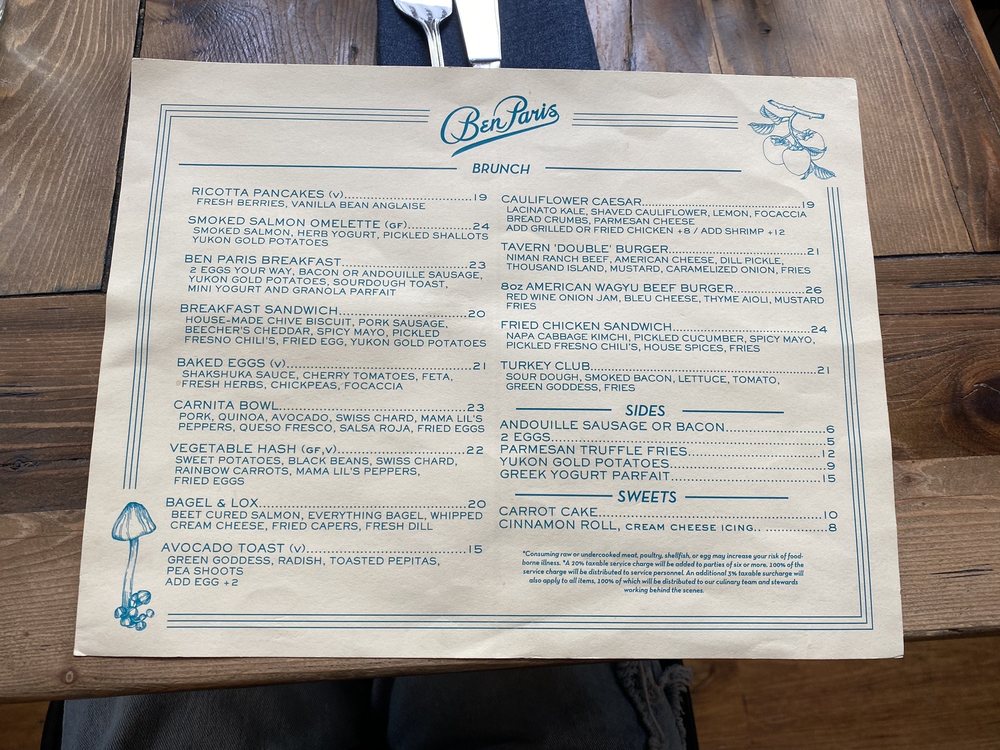 Ben Paris
BRUNCH
RICOTTA PANCAKES (V)..........19
FRESH BERRIES, VANILLA BEAN ANGLAISE
SMOKED SALMON OMELETTE (GF)..........24
SMOKED SALMON, HERB YOGURT, PICKLED SHALLOTS
YUKON GOLD POTATOES
BEN PARIS BREAKFAST..........23
2 EGGS YOUR WAY, BACON OR ANDOUILLE SAUSAGE,
YUKON GOLD POTATOES, SOURDOUGH TOAST,
MINI YOGURT AND GRANOLA PARFAIT
BREAKFAST SANDWICH..........20
HOUSE-MADE CHIVE BISCUIT, PORK SAUSAGE,
BEECHER'S CHEDDAR, SPICY MAYO, PICKLED
FRESNO CHILI'S, FRIED EGG, YUKON GOLD POTATOES
BAKED EGGS (V)..........21
SHAKSHUKA SAUCE, CHERRY TOMATOES, FETA,
FRESH HERBS, CHICKPEAS, FOCACCIA
CARNITA BOWL..........23
PORK, QUINOA, AVOCADO, SWISS CHARD, MAMA LIL'S
PEPPERS, QUESO FRESCO, SALSA ROJA, FRIED EGGS
VEGETABLE HASH (GF,V)..........22
SWEET POTATOES, BLACK BEANS, SWISS CHARD,
RAINBOW CARROTS, MAMA LIL'S PEPPERS,
FRIED EGGS
BAGEL & LOX..........20
BEET CURED SALMON, EVERYTHING BAGEL, WHIPPED
CREAM CHEESE, FRIED CAPERS, FRESH DILL
AVOCADO TOAST (V)..........15
GREEN GODDESS, RADISH, TOASTED PEPITAS,
PEA SHOOTS
ADD EGG +2
CAULIFLOWER CAESAR..........19
LACINATO KALE, SHAVED CAULIFLOWER, LEMON, FOCACCIA
BREAD CRUMBS, PARMESAN CHEESE
ADD GRILLED OR FRIED CHICKEN +8 / ADD SHRIMP +12
TAVERN 'DOUBLE' BURGER..........21
NIMAN RANCH BEEF, AMERICAN CHEESE, DILL PICKLE,
THOUSAND ISLAND, MUSTARD, CARAMELIZED ONION, FRIES
8oz AMERICAN WAGYU BEEF BURGER..........26
RED WINE ONION JAM, BLEU CHEESE, THYME AIOLI, MUSTARD
FRIES
FRIED CHICKEN SANDWICH..........24
NAPA CABBAGE KIMCHI, PICKLED CUCUMBER, SPICY MAYO,
PICKLED FRESNO CHILI'S, HOUSE SPICES, FRIES
TURKEY CLUB..........21
SOUR DOUGH, SMOKED BACON, LETTUCE, TOMATO,
GREEN GODDESS, FRIES
SIDES
ANDOUILLE SAUSAGE OR BACON..........6
2 EGGS..........5
PARMESAN TRUFFLE FRIES..........12
YUKON GOLD POTATOES..........9
GREEK YOGURT PARFAIT..........15
SWEETS
CARROT CAKE..........10
CINNAMON ROLL, CREAM CHEESE ICING.. ..........8
*Consuming raw or undercooked meat, poultry, shellfish, or egg may increase your risk of food-
borne illness. *A 20% taxable service charge will be added to parties of six or more. 100% of the
service charge will be distributed to service personnel. An additional 3% taxable surcharge will
also apply to all items, 100% of which will be distributed to our culinary team and stewards
working behind the scenes.